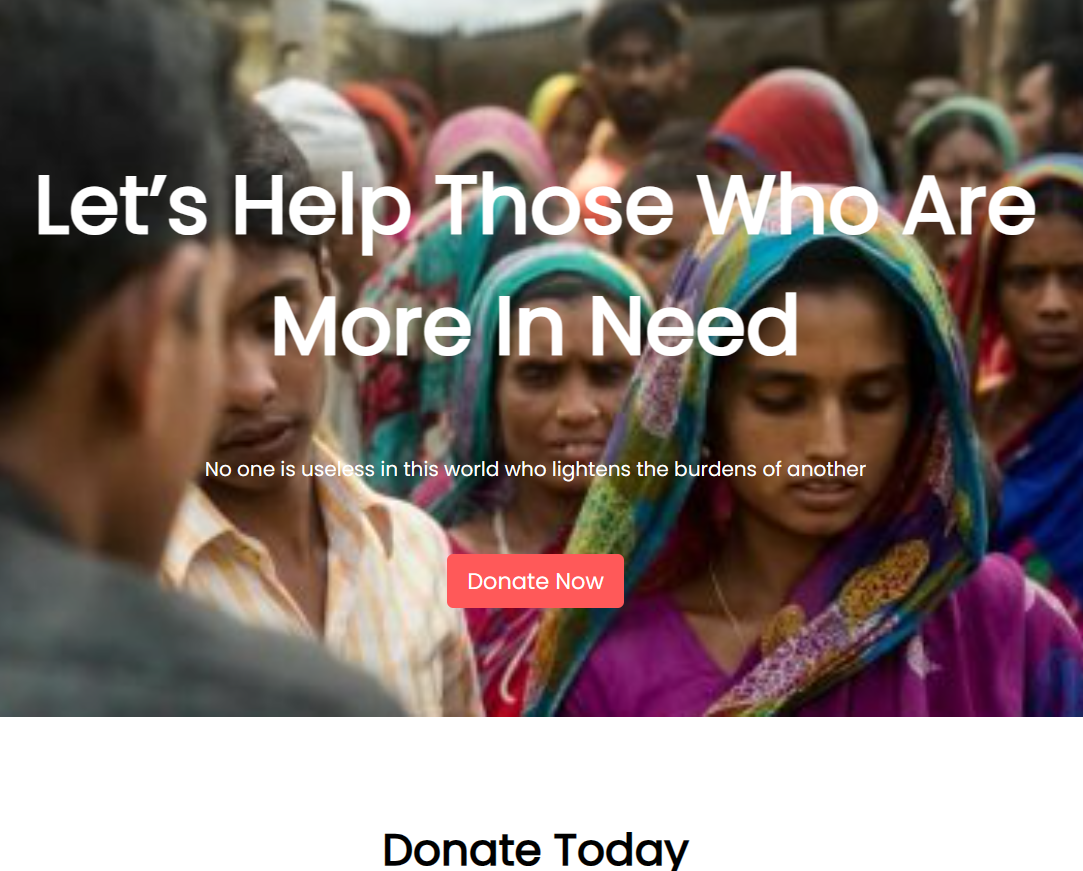 Let’s Help Those Who Are
More In Need
No one is useless in this world who lightens the burdens of another
Donate Now
Donate Today